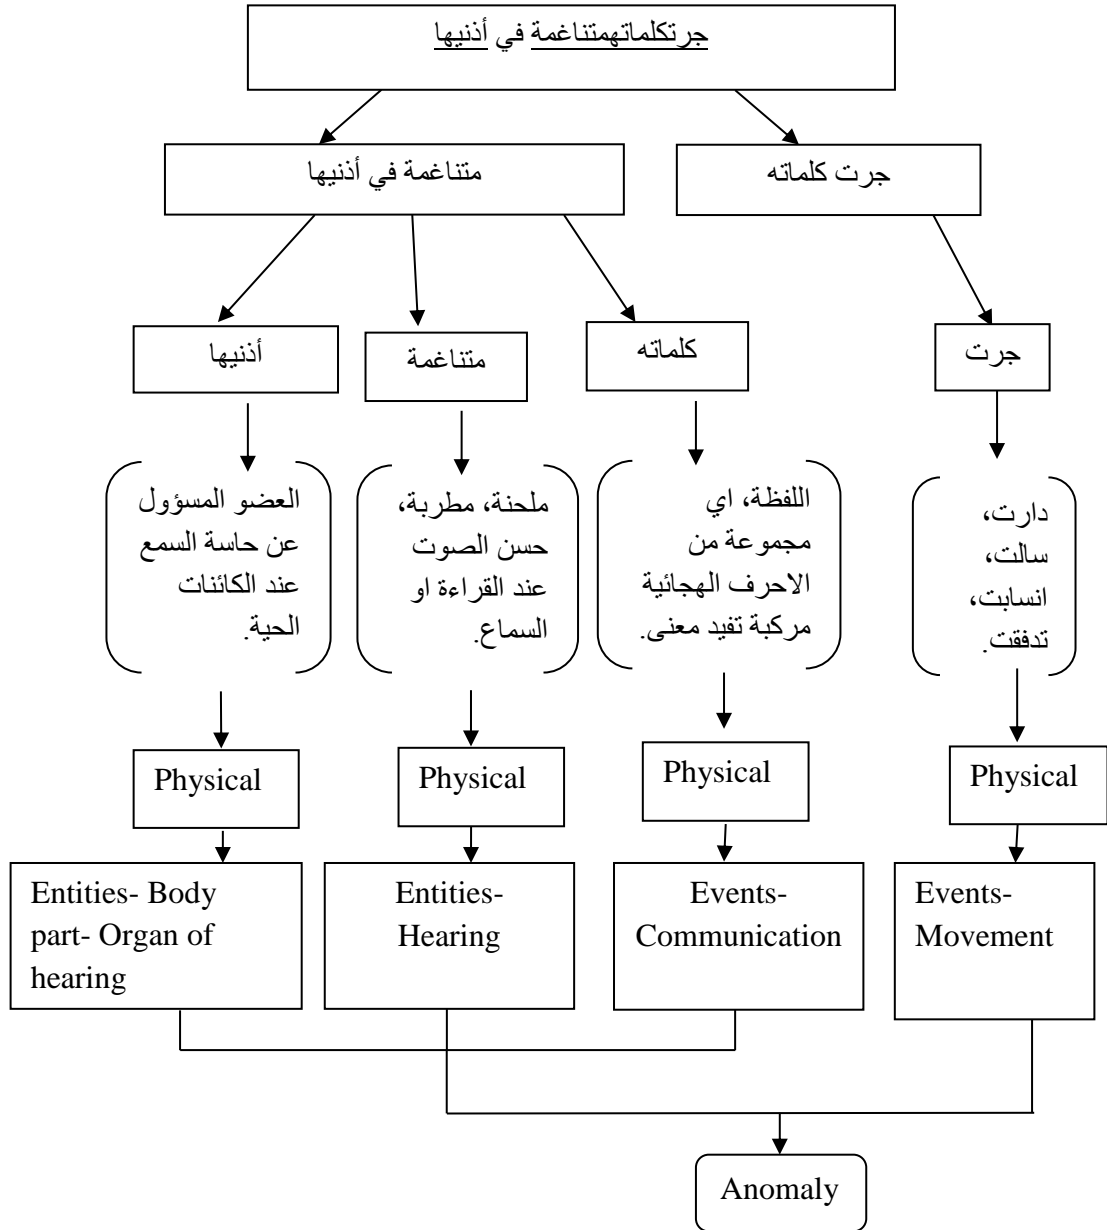 جرتكلماتهمتناغمة في أذنيها
جرت كلماته
متناغمة في أذنيها
جرت
كلماته
متناغمة
أذنيها
دارت،
سالت،
انسابت،
تدفقت.
اللفظة، اي
مجموعة من
الاحرف الهجائية
مركبة تفيد معنى.
ملحنة، مطربة،
حسن الصوت
عند القراءة او
السماع.
العضو المسؤول
عن حاسة السمع
عند الكائنات
الحية.
Physical
Physical
Physical
Physical
Entities- Body
part- Organ of
hearing
Entities-
Hearing
Events-
Communication
Events-
Movement
Anomaly